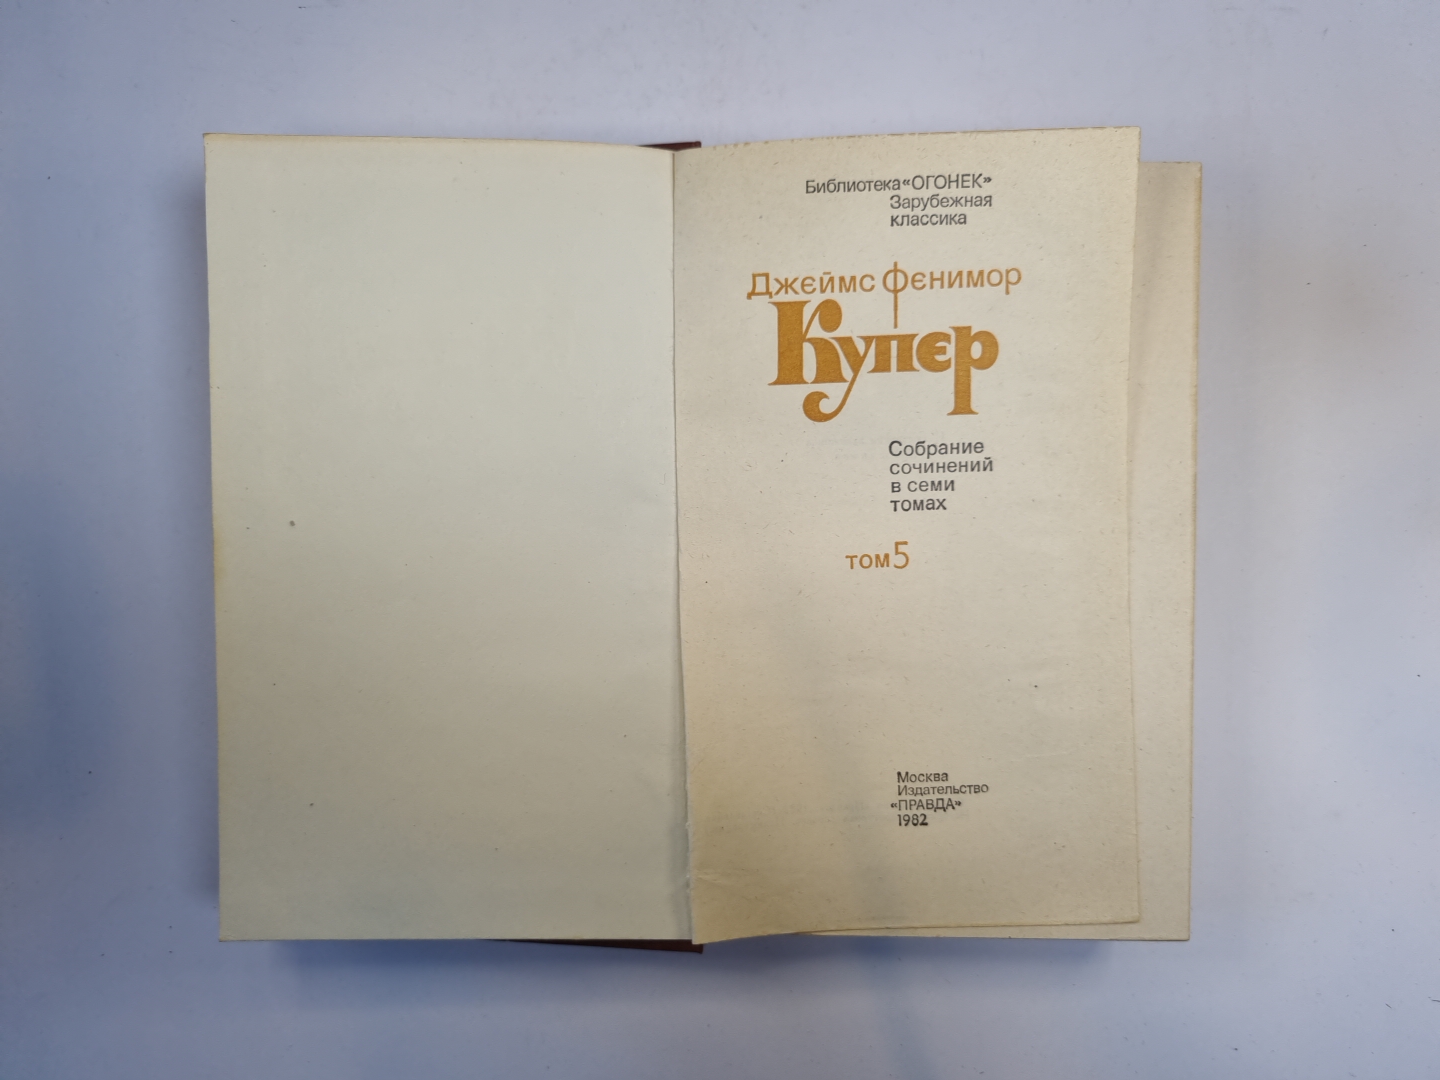 Библиотека «ОГОНЕК»
Зарубежная
классика
Джеймс Фенимор
Купер
Собрание
сочинений
в семи
томах
том 5
Москва
Издательство
«ПРАВДА»
1982